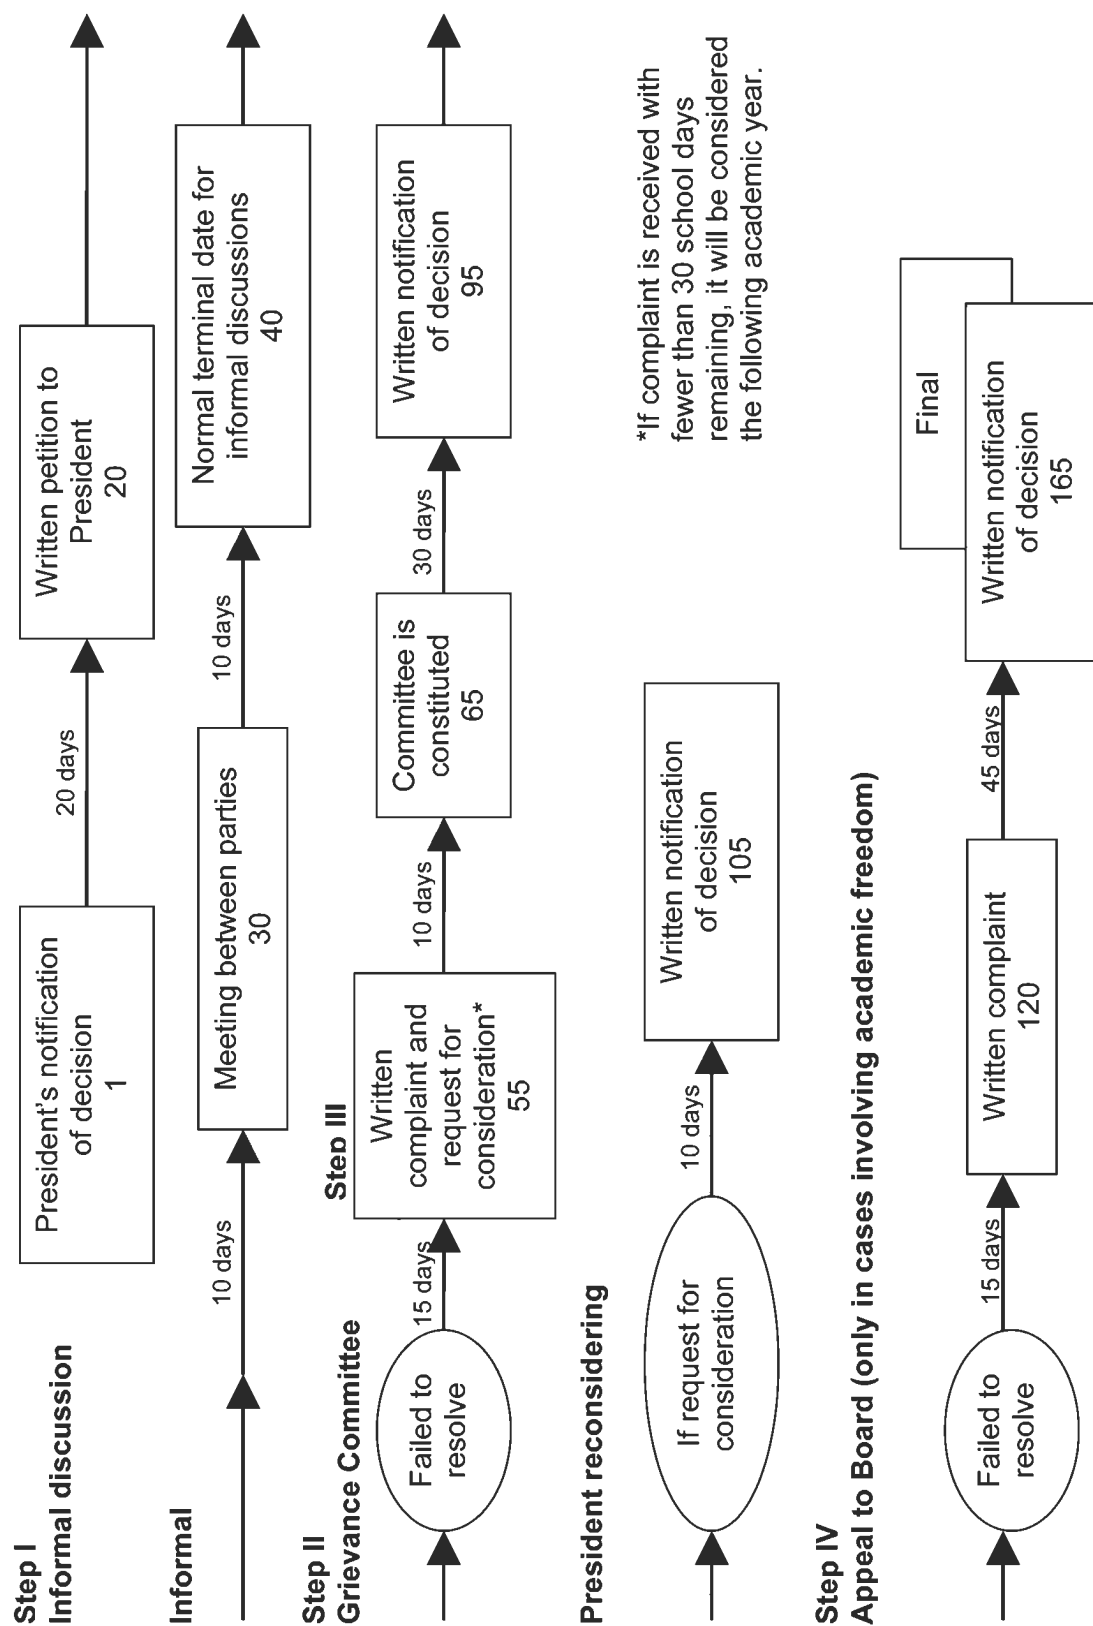 Step I
Informal discussion
President's notification
of decision
1
20 days
Written petition to
President
20
Informal
10 days
Meeting between parties
30
10 days
Normal terminal date for
informal discussions
40
Step II
Grievance Committee
Failed to
resolve
15 days
Step III
Written
complaint and
request for
consideration*
55
10 days
Committee is
constituted
65
30 days
Written notification
of decision
95
President reconsidering
If request for
consideration
10 days
Written notification
of decision
105
*If complaint is received with
fewer than 30 school days
remaining, it will be considered
the following academic year.
Step IV
Appeal to Board (only in cases involving academic freedom)
Failed to
resolve
15 days
Written complaint
120
45 days
Written notification
of decision
165
Final